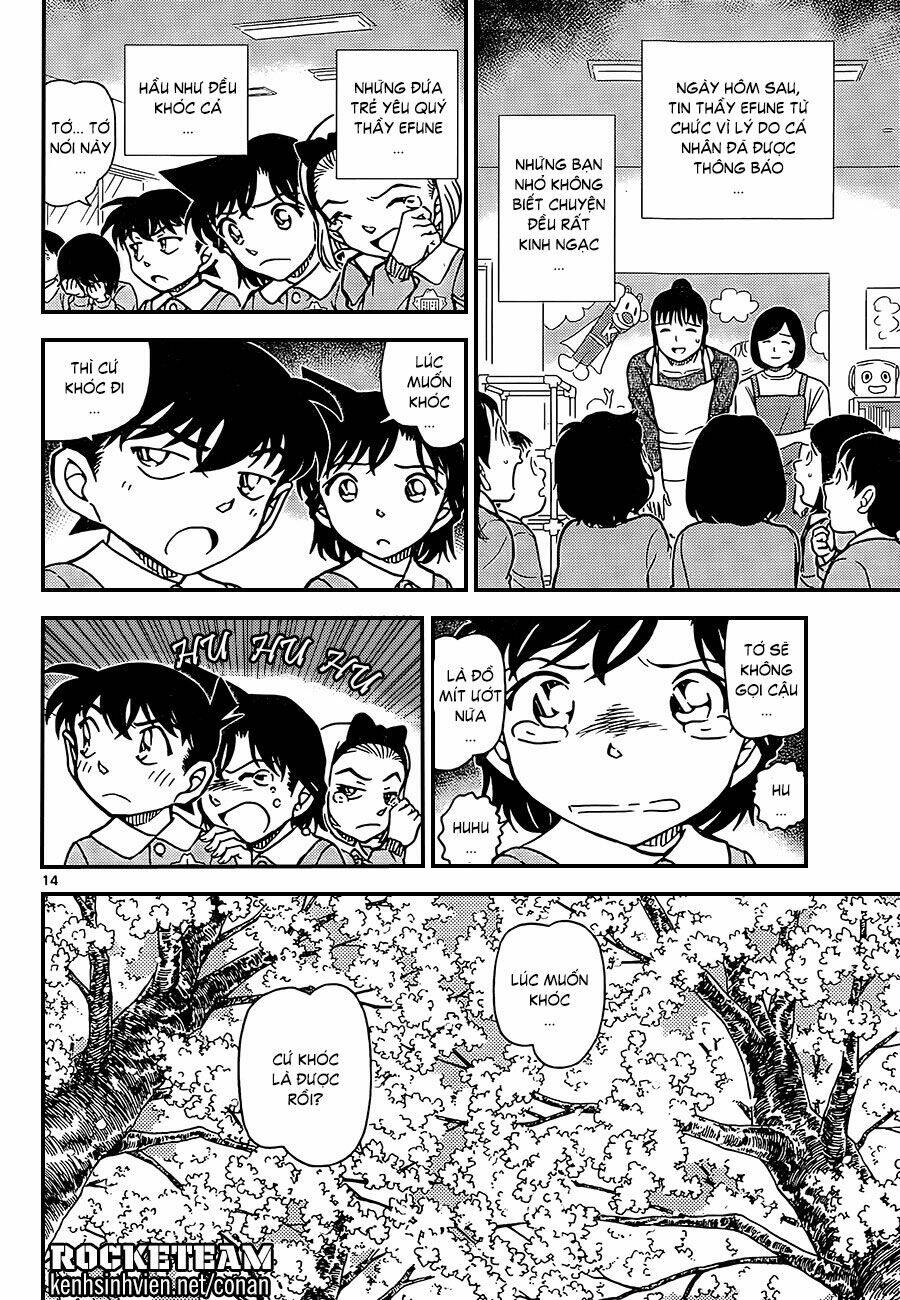 NGÀY HÔM SAU,
TIN THẦY EFUNE TỪ
CHỨC VÌ LÝ DO CÁ
NHÂN ĐÃ ĐƯỢC
THÔNG BÁO
...
NHỮNG BẠN
NHỎ KHÔNG
BIẾT CHUYỆN
ĐỀU RẤT
KINH NGẠC
...
NHỮNG ĐỨA
TRẺ YÊU QUÝ
THẦY EFUNE
...
HẦU NHƯ ĐỀU
KHÓC CẢ
...
TỚ... TỚ
NÓI NÀY
...
LÚC
MUỐN
KHÓC
...
THÌ CỨ
KHÓC ĐI
...
TỚ SẼ
KHÔNG
GỌI CẬU
...
LÀ ĐỒ
MÍT ƯỚT
NỮA
...
HU
...
HUHU
...
HU HU HU
14
LÚC MUỐN
KHÓC
...
CỨ KHÓC
LÀ ĐƯỢC
RỒI?
ROCKETEAM
kenhsinhvien.net/conan